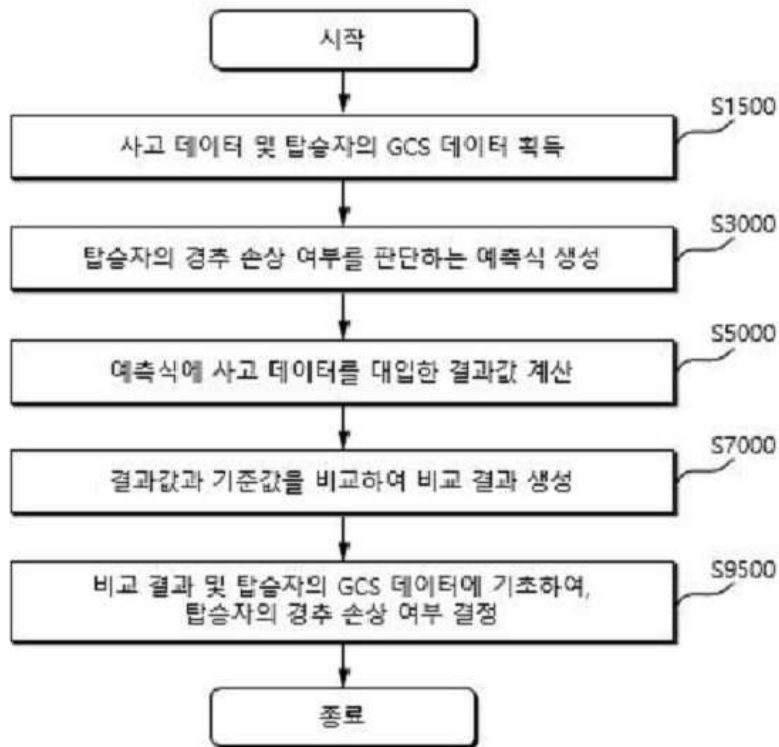 시작
S1500
사고 데이터 및 탑승자의 GCS 데이터 획득
S3000
탑승자의 경추 손상 여부를 판단하는 예측식 생성
S5000
예측식에 사고 데이터를 대입한 결과값 계산
S7000
결과값과 기준값을 비교하여 비교 결과 생성
S9500
비교 결과 및 탑승자의 GCS 데이터에 기초하여,
탑승자의 경추 손상 여부 결정
종료